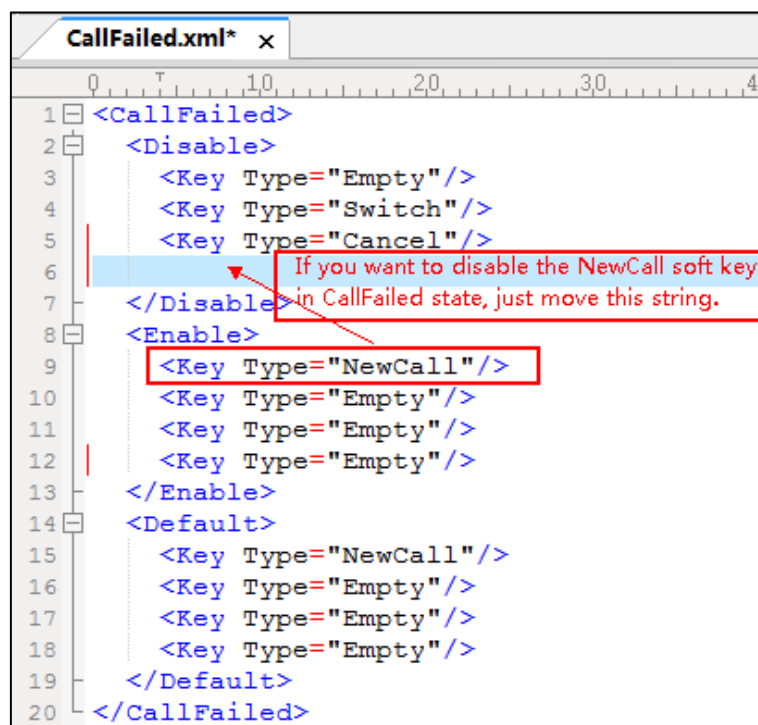 CallFailed.xml* x
0 10 20 30 4
1 <CallFailed>
2 <Disable>
3 <Key Type="Empty"/>
4 <Key Type="Switch"/>
5 <Key Type="Cancel"/>
6 If you want to disable the NewCall soft key
7 </Disable> in CallFailed state, just move this string.
8 <Enable>
9 <Key Type="NewCall"/>
10 <Key Type="Empty"/>
11 <Key Type="Empty"/>
12 <Key Type="Empty"/>
13 </Enable>
14 <Default>
15 <Key Type="NewCall"/>
16 <Key Type="Empty"/>
17 <Key Type="Empty"/>
18 <Key Type="Empty"/>
19 </Default>
20 </CallFailed>